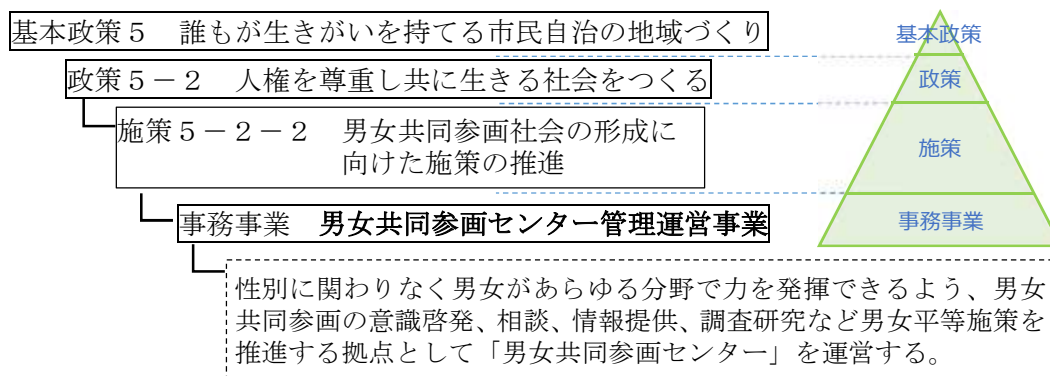 基本政策５　誰もが生きがいを持てる市民自治の地域づくり
政策５－２　人権を尊重し共に生きる社会をつくる
施策５－２－２　男女共同参画社会の形成に
向けた施策の推進
事務事業　男女共同参画センター管理運営事業
性別に関わりなく男女があらゆる分野で力を発揮できるよう、男女
共同参画の意識啓発、相談、情報提供、調査研究など男女平等施策を
推進する拠点として「男女共同参画センター」を運営する。
基本政策
政策
施策
事務事業